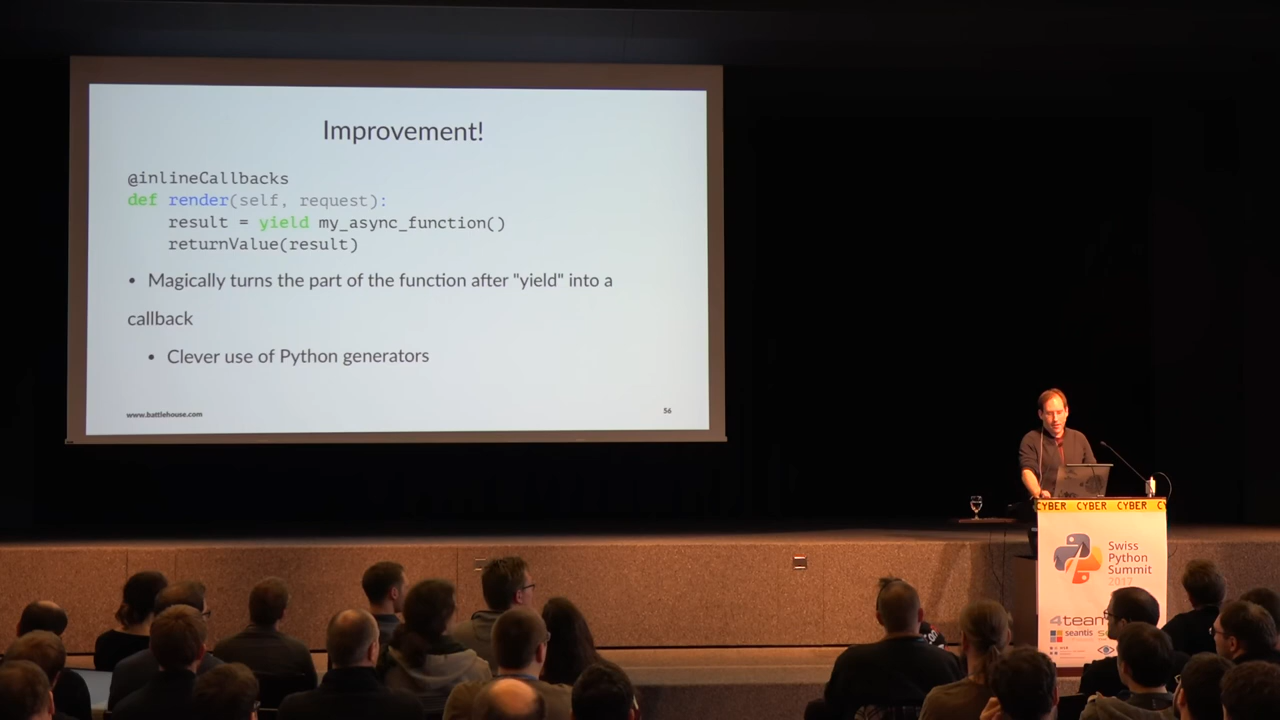 Improvement!
@inlineCallbacks
def render(self, request):
result = yield my_async_function()
returnValue(result)
• Magically turns the part of the function after "yield" into a
callback
• Clever use of Python generators
www.battlehouse.com
56
CYBER CYBER CYBER CY
Swiss
Python
Summit
2017
4team
seantis